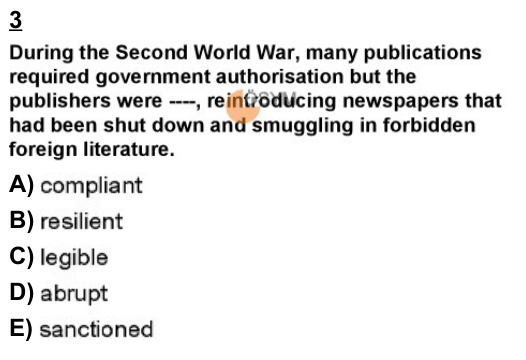 3
During the Second World War, many publications
required government authorisation but the
publishers were ----, reintroducing newspapers that
had been shut down and smuggling in forbidden
foreign literature.
A) compliant
B) resilient
C) legible
D) abrupt
E) sanctioned